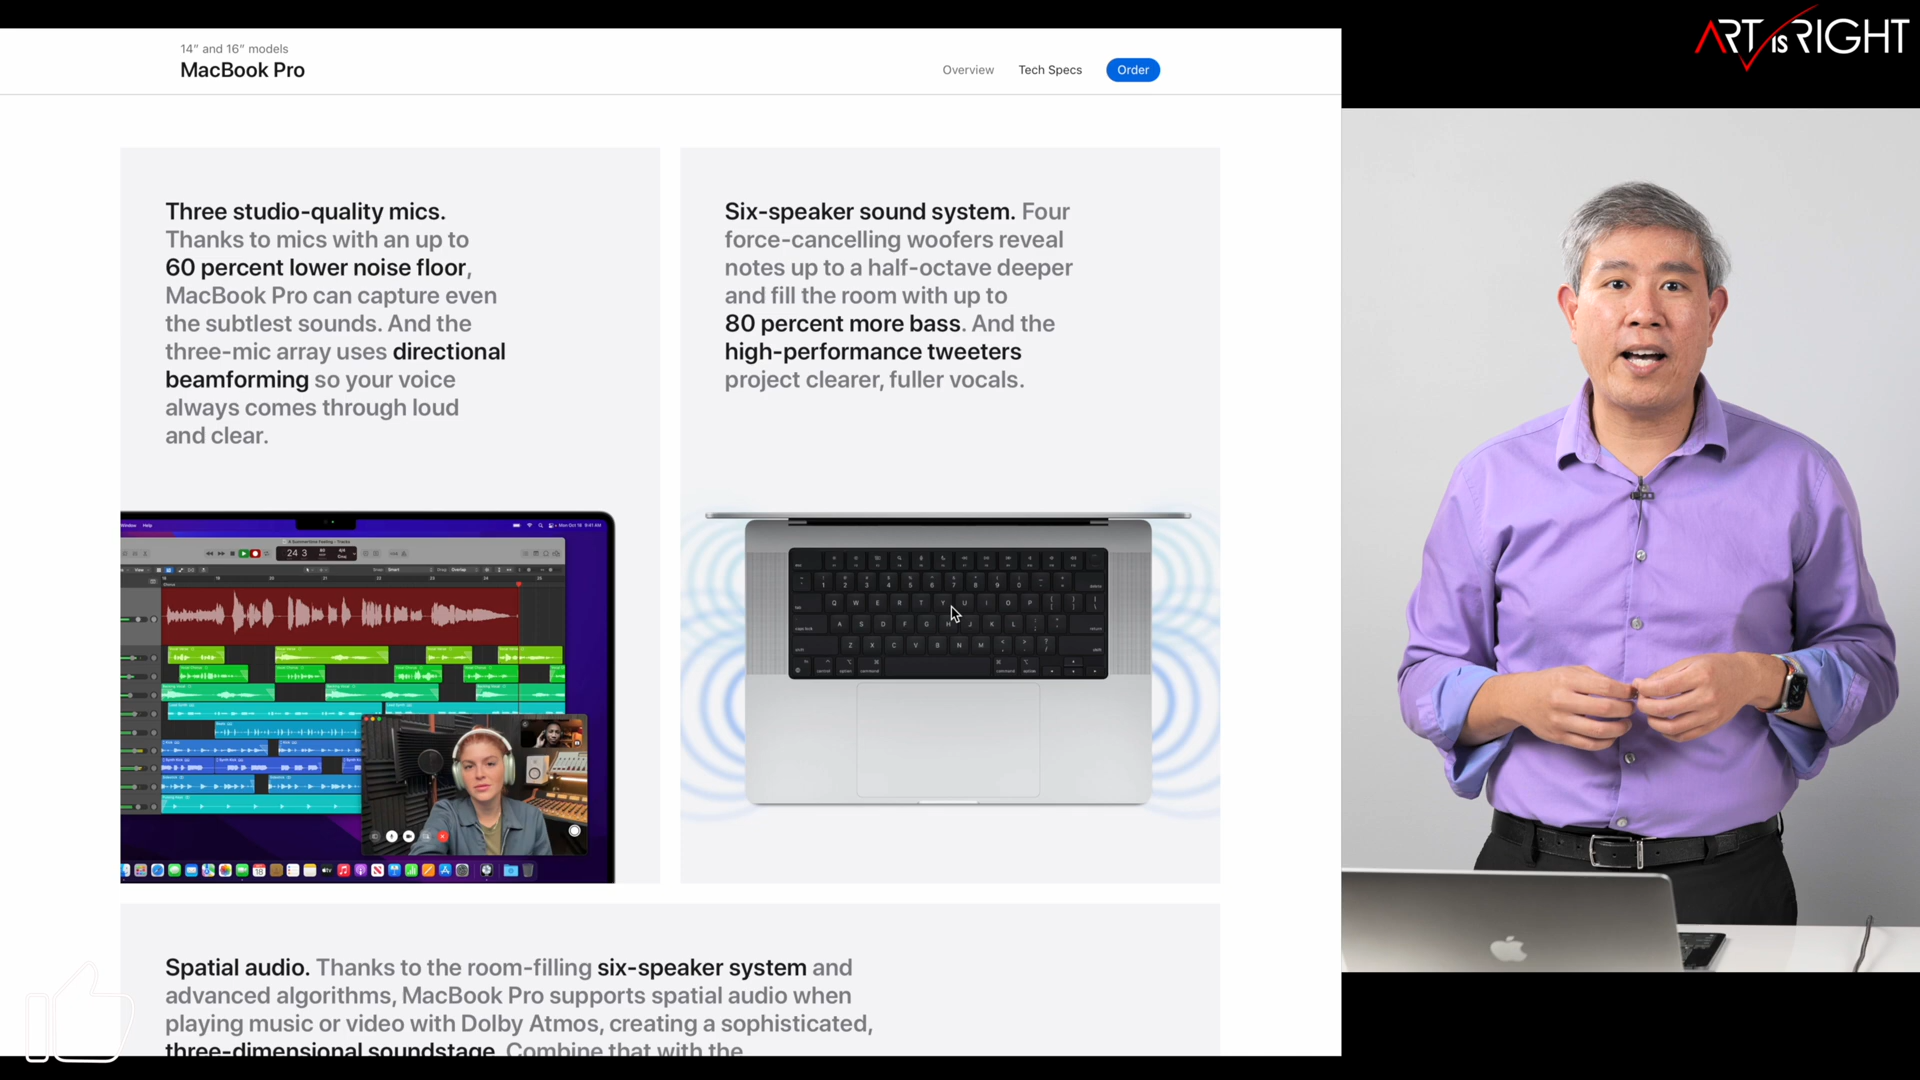 ART IS RIGHT
14” and 16” models
MacBook Pro
Overview
Tech Specs
Order
Three studio-quality mics.
Thanks to mics with an up to
60 percent lower noise floor,
MacBook Pro can capture even
the subtlest sounds. And the
three-mic array uses directional
beamforming so your voice
always comes through loud
and clear.
Six-speaker sound system. Four
force-cancelling woofers reveal
notes up to a half-octave deeper
and fill the room with up to
80 percent more bass. And the
high-performance tweeters
project clearer, fuller vocals.
Spatial audio. Thanks to the room-filling six-speaker system and
advanced algorithms, MacBook Pro supports spatial audio when
playing music or video with Dolby Atmos, creating a sophisticated,
three-dimensional soundstage. Combine that with the